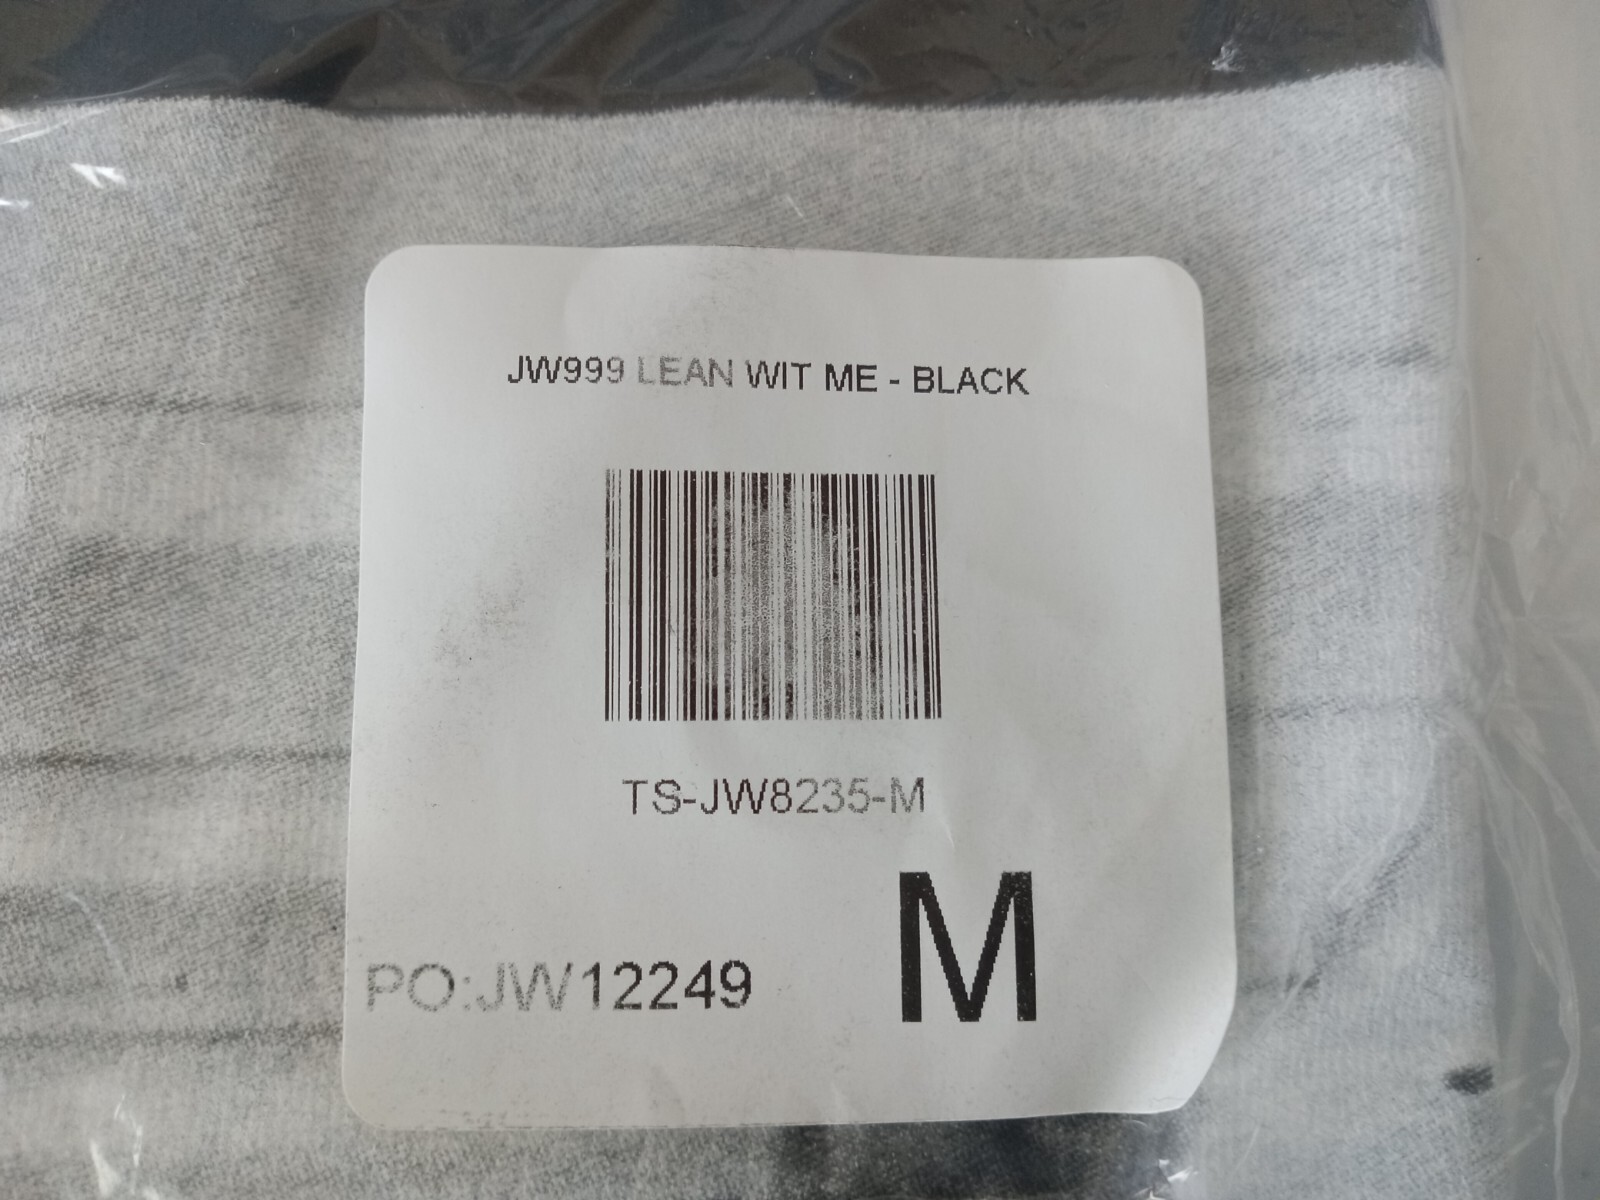 JW999 LEAN WIT ME - BLACK
TS-JW8235-M
M
PO:JW12249